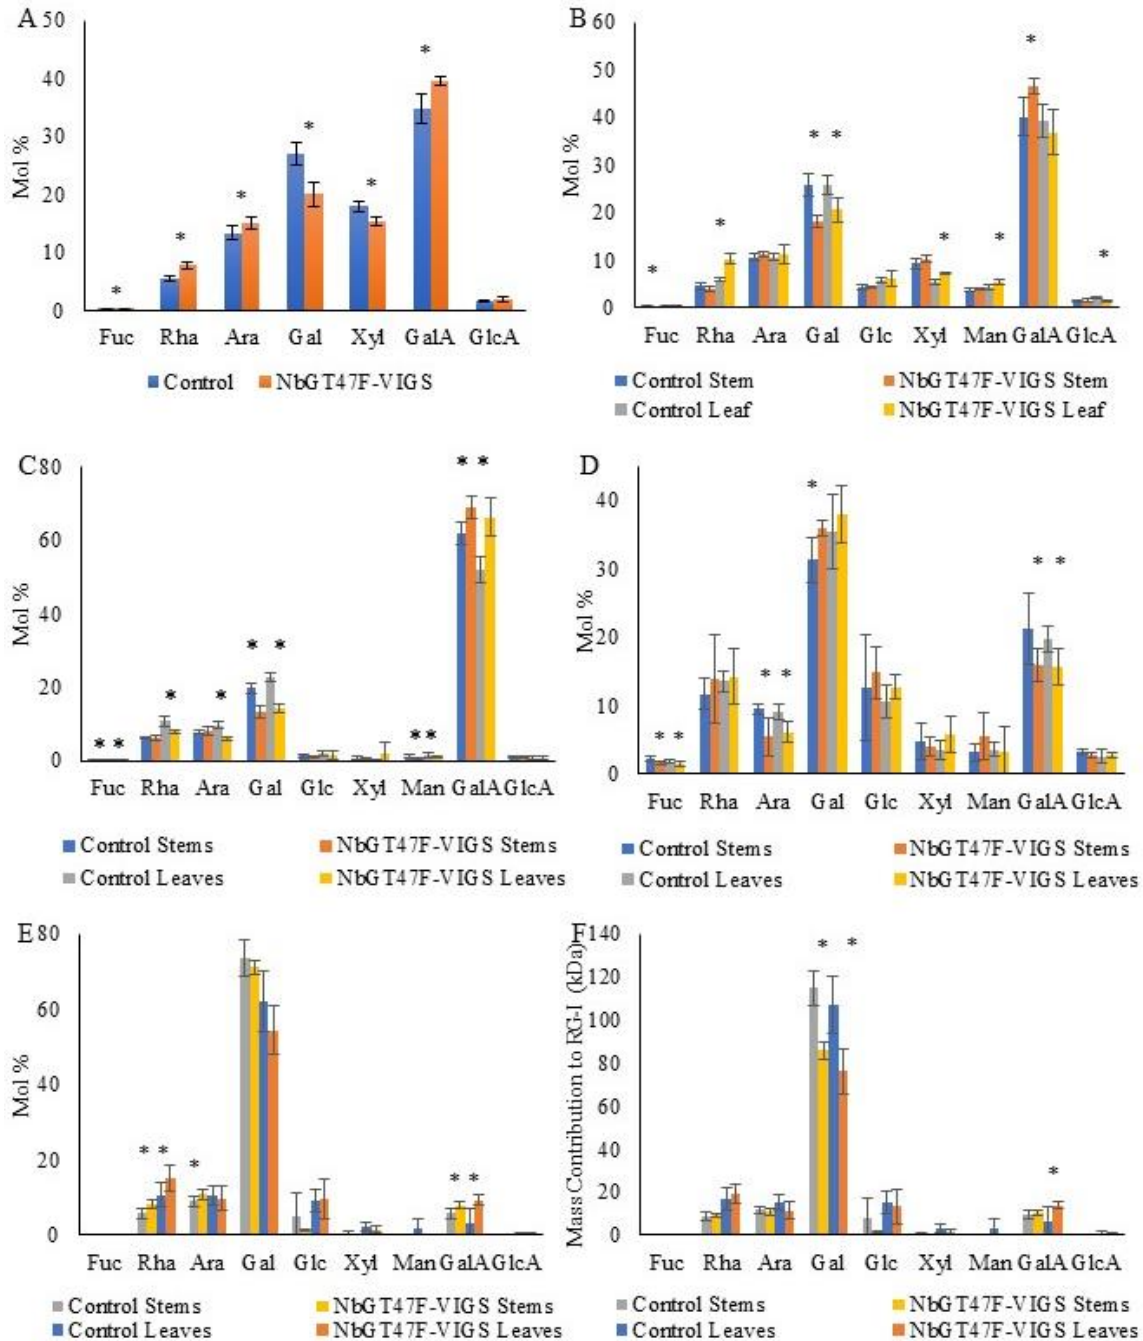 A
50
40
30
20
10
0
Mol %
* * * * * *
Fuc Rha Ara Gal Xyl GalA GlcA
Control NbGT47F-VIGS
B
60
50
40
30
20
10
0
Mol %
* * * * * * * *
Fuc Rha Ara Gal Glc Xyl Man GalA GlcA
Control Stem NbGT47F-VIGS Stem
Control Leaf NbGT47F-VIGS Leaf
C
80
60
40
20
0
Mol %
* * * * * * * * * *
Fuc Rha Ara Gal Glc Xyl Man GalA GlcA
Control Stems NbGT47F-VIGS Stems
Control Leaves NbGT47F-VIGS Leaves
D
40
30
20
10
0
Mol %
* * * * * * *
Fuc Rha Ara Gal Glc Xyl Man GalA GlcA
Control Stems NbGT47F-VIGS Stems
Control Leaves NbGT47F-VIGS Leaves
E
80
60
40
20
0
Mol %
* * * * *
Fuc Rha Ara Gal Glc Xyl Man GalA GlcA
Control Stems NbGT47F-VIGS Stems
Control Leaves NbGT47F-VIGS Leaves
F
140
120
100
80
60
40
20
0
Mass Contribution to RG-I (kDa)
* * *
Fuc Rha Ara Gal Glc Xyl Man GalA GlcA
Control Stems NbGT47F-VIGS Stems
Control Leaves NbGT47F-VIGS Leaves